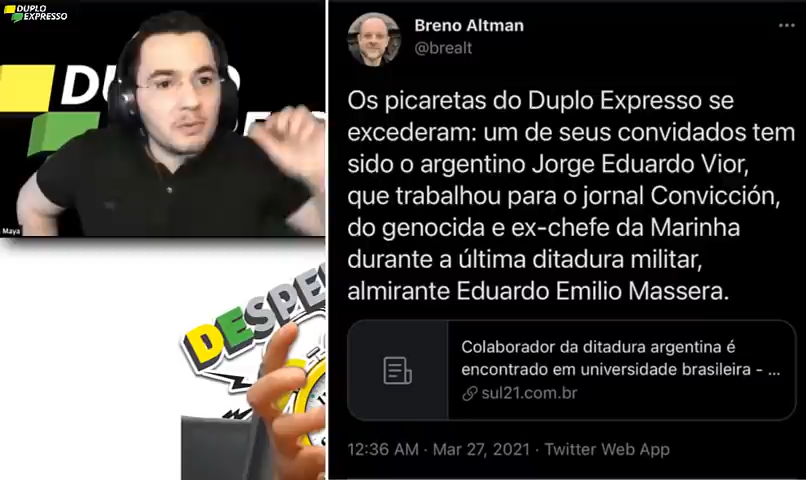 DUPLO
EXPRESSO
DU
Maya
DESPE
Breno Altman
@brealt
Os picaretas do Duplo Expresso se
excederam: um de seus convidados tem
sido o argentino Jorge Eduardo Vior,
que trabalhou para o jornal Convicción,
do genocida e ex-chefe da Marinha
durante a última ditadura militar,
almirante Eduardo Emilio Massera.
Colaborador da ditadura argentina é
encontrado em universidade brasileira - ...
sul21.com.br
12:36 AM · Mar 27, 2021 · Twitter Web App